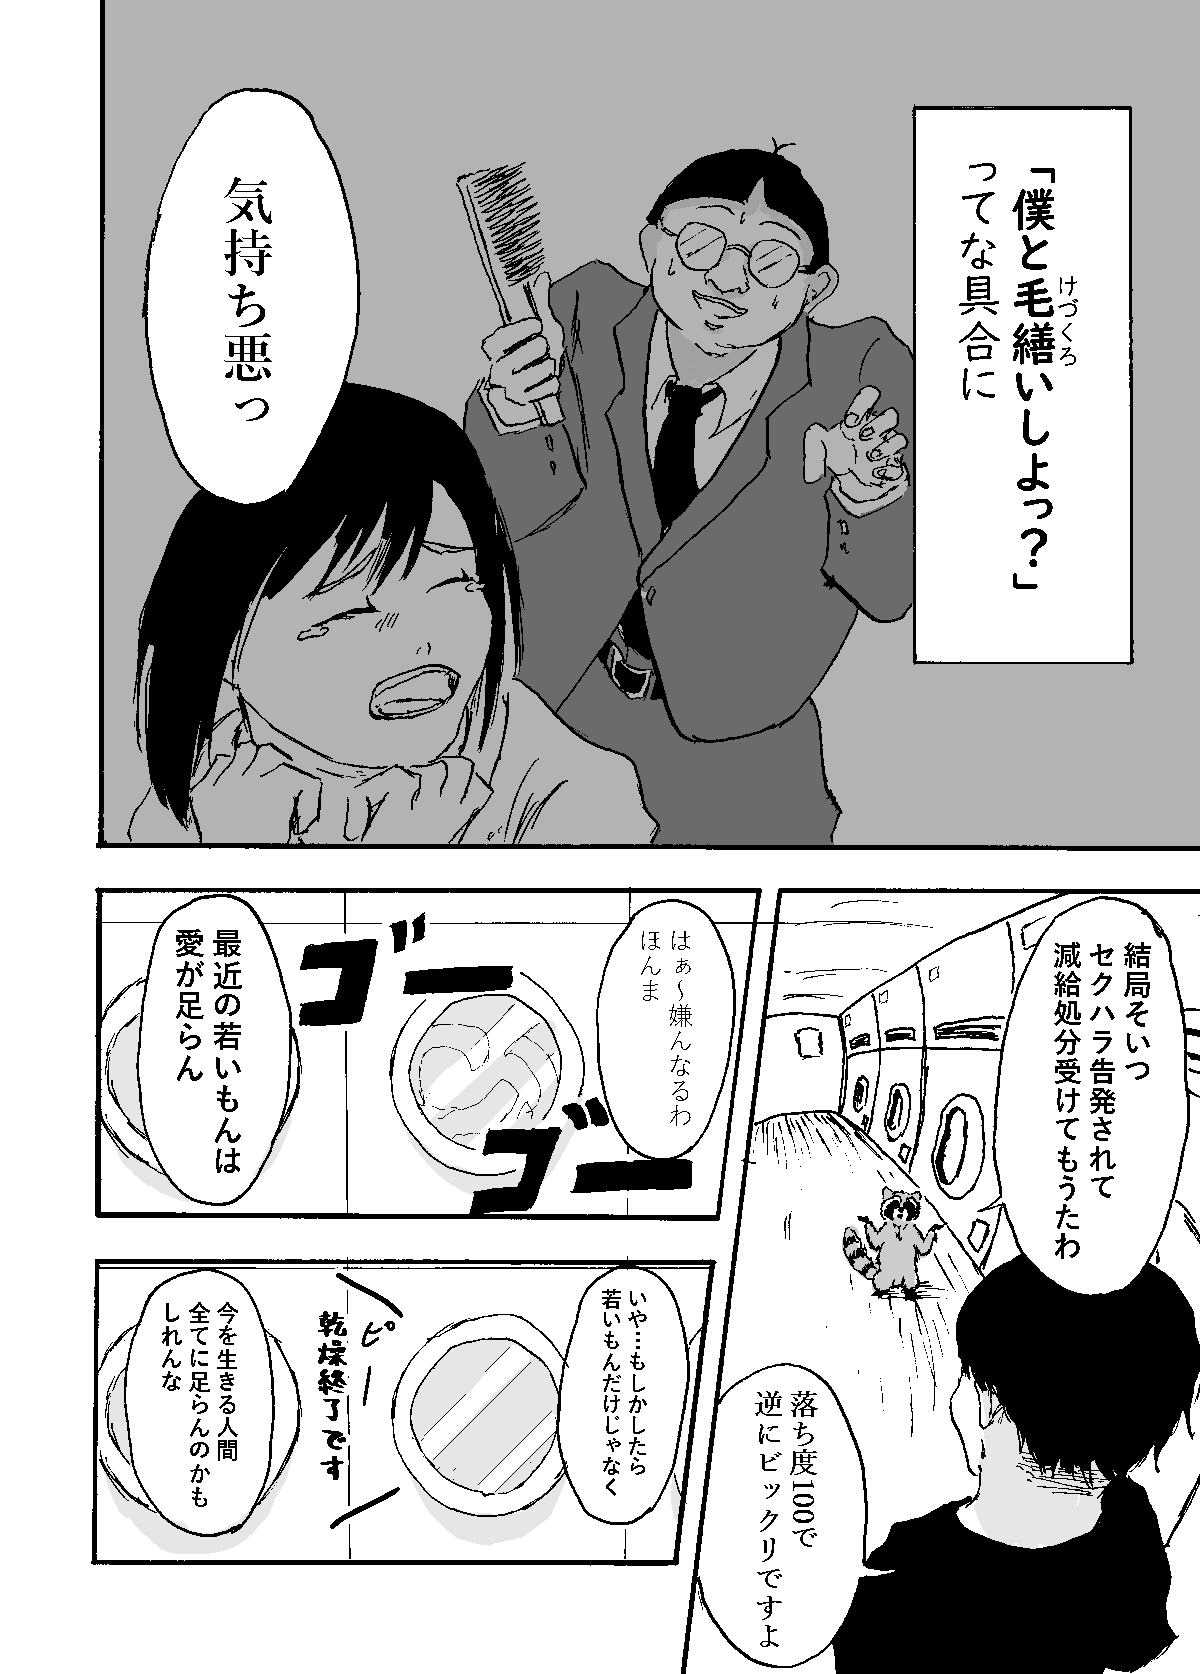 「僕と毛繕いしよっ？」
けづくろ
ってな具合に
気持ち悪っ
結局そいつ
セクハラ告発されて
減給処分受けてもうたわ
落ち度100で
逆にビックリですよ
はぁ～嫌んなるわ
ほんま
ゴー
ゴー
最近の若いもんは
愛が足らん
いや…もしかしたら
若いもんだけじゃなく
ピー
乾燥終了です
今を生きる人間
全てに足らんのかも
しれんな